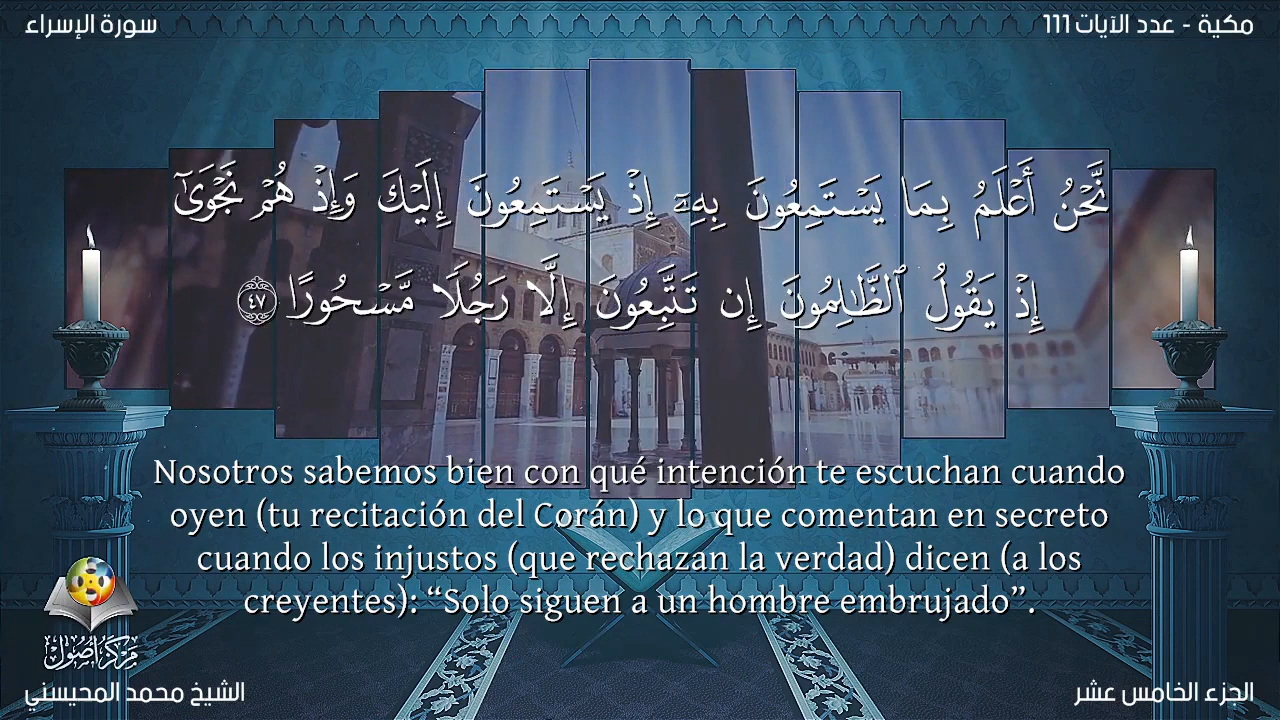 سورة الإسراء
مكية - عدد الآيات 111
نَّحْنُ أَعْلَمُ بِمَا يَسْتَمِعُونَ بِهِۦٓ إِذْ يَسْتَمِعُونَ إِلَيْكَ وَإِذْ هُمْ نَجْوَىٰٓ
إِذْ يَقُولُ ٱلظَّٰلِمُونَ إِن تَتَّبِعُونَ إِلَّا رَجُلًا مَّسْحُورًا ٤٧
Nosotros sabemos bien con qué intención te escuchan cuando
oyen (tu recitación del Corán) y lo que comentan en secreto
cuando los injustos (que rechazan la verdad) dicen (a los
creyentes): “Solo siguen a un hombre embrujado”.
مركز أصول
الشيخ محمد المحيسني
الجزء الخامس عشر